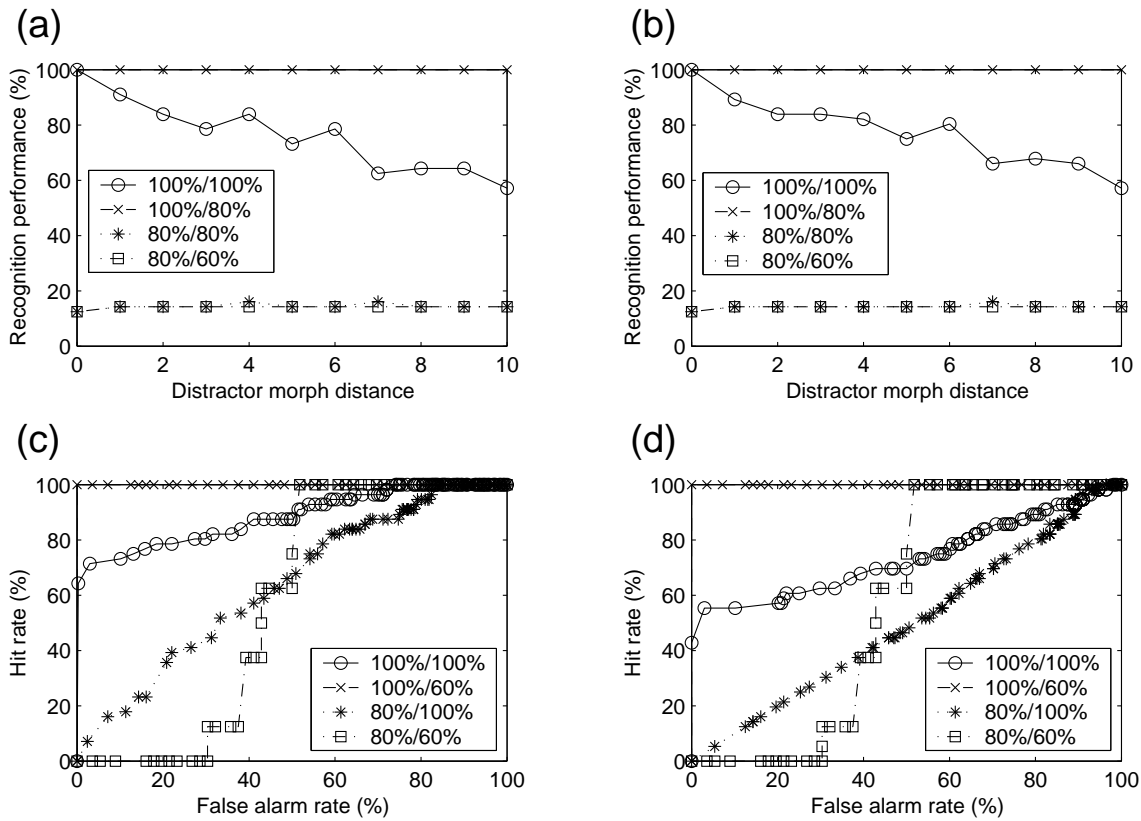 (a)
Recognition performance (%)
100
80
60
40
20
0
100%/100%
100%/80%
80%/80%
80%/60%
0 2 4 6 8 10
Distractor morph distance
(b)
Recognition performance (%)
100
80
60
40
20
0
100%/100%
100%/80%
80%/80%
80%/60%
0 2 4 6 8 10
Distractor morph distance
(c)
Hit rate (%)
100
80
60
40
20
0
100%/100%
100%/60%
80%/100%
80%/60%
0 20 40 60 80 100
False alarm rate (%)
(d)
Hit rate (%)
100
80
60
40
20
0
100%/100%
100%/60%
80%/100%
80%/60%
0 20 40 60 80 100
False alarm rate (%)